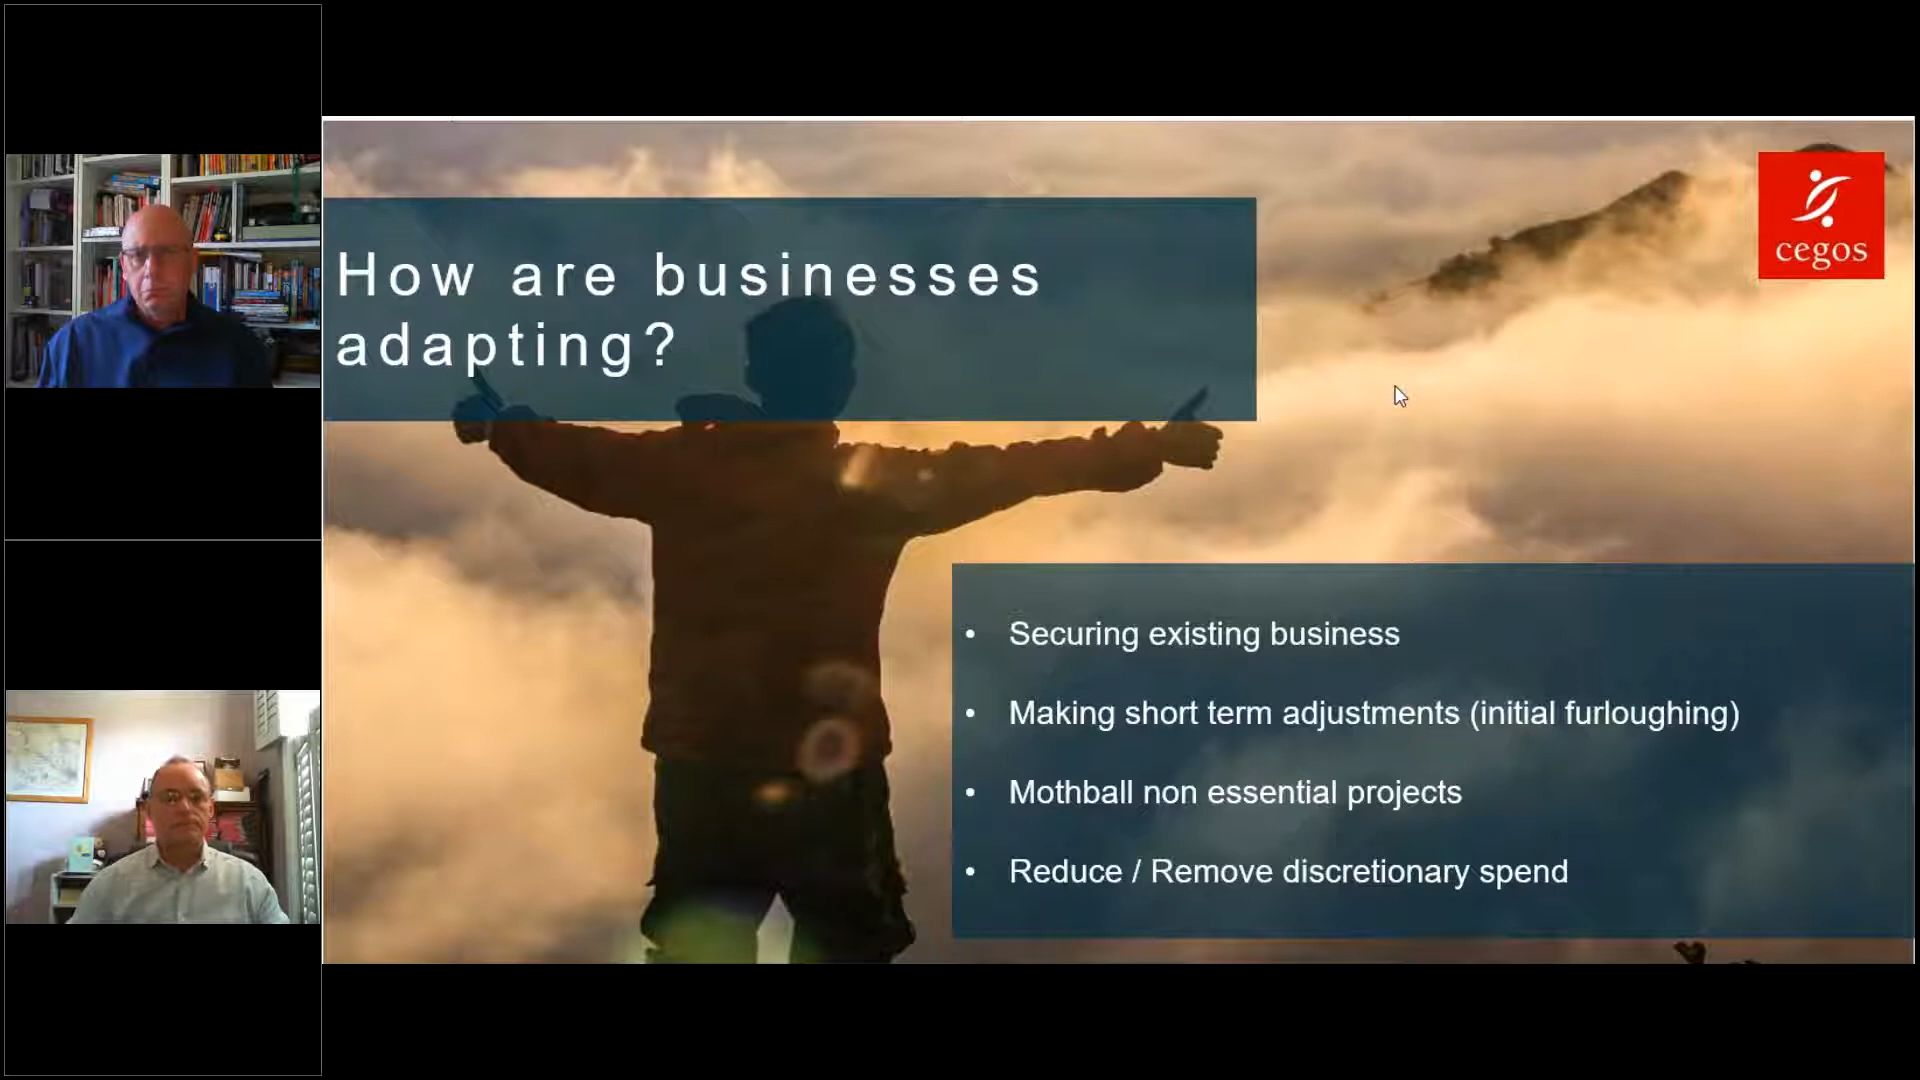 How are businesses
adapting?
cegos
• Securing existing business
• Making short term adjustments (initial furloughing)
• Mothball non essential projects
• Reduce / Remove discretionary spend